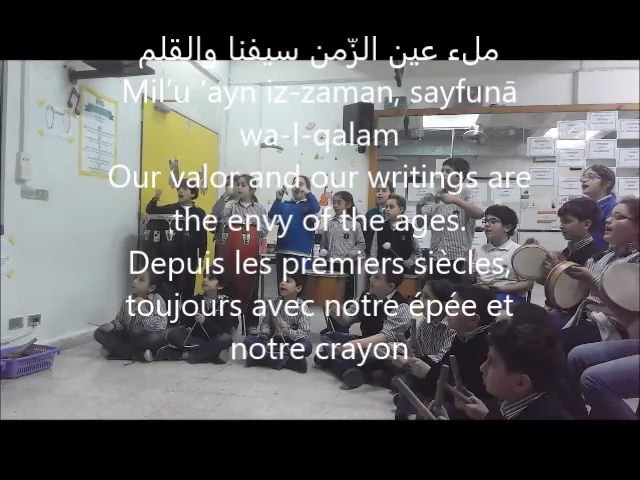 ملء عين الزّمن سيفنا والقلم
Mil’u ‘ayn iz-zaman, sayfunā
wa-l-qalam
Our valor and our writings are
the envy of the ages.
Depuis les premiers siècles,
toujours avec notre épée et
notre crayon